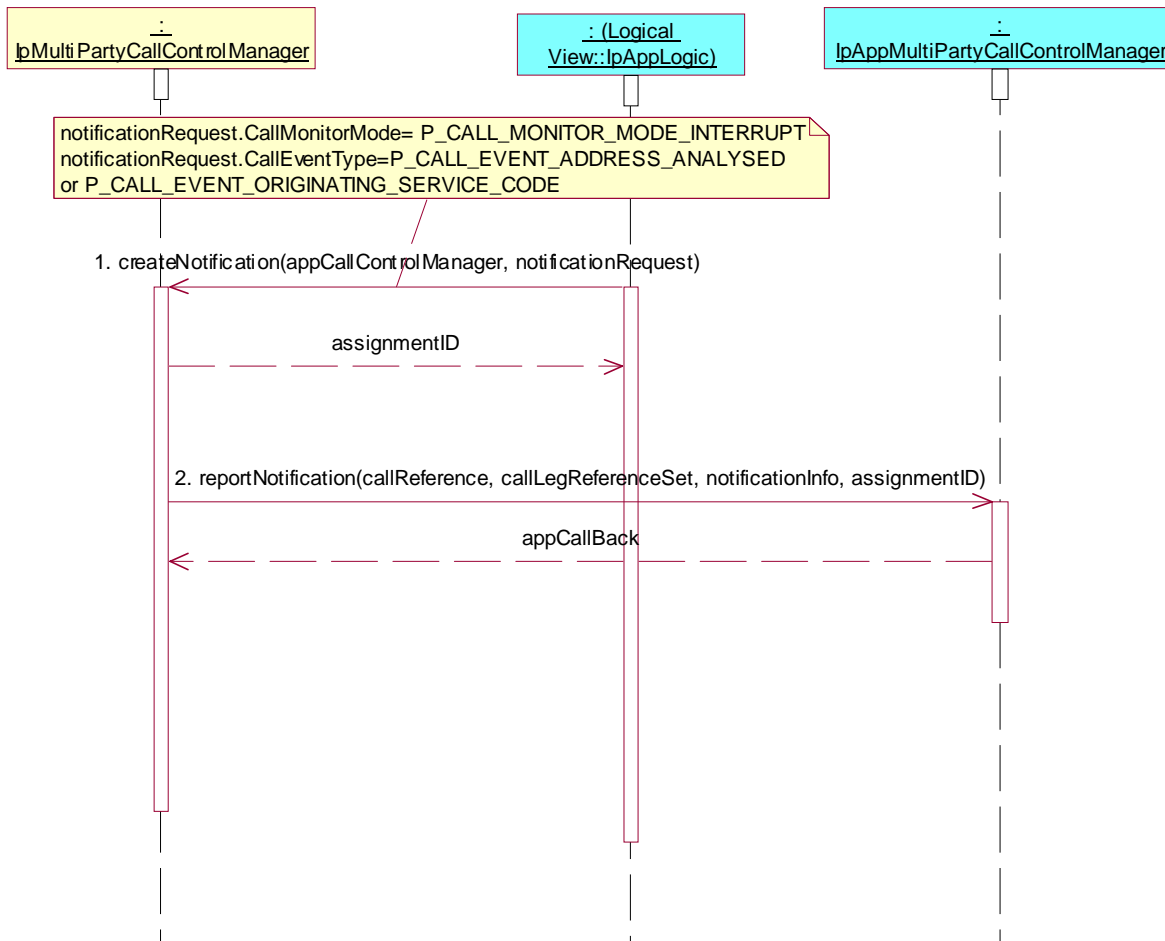 :
IpMultiPartyCallControlManager
: (Logical
View::IpAppLogic)
:
IpAppMultiPartyCallControlManager
notificationRequest.CallMonitorMode= P_CALL_MONITOR_MODE_INTERRUPT
notificationRequest.CallEventType=P_CALL_EVENT_ADDRESS_ANALYSED
or P_CALL_EVENT_ORIGINATING_SERVICE_CODE
1. createNotification(appCallControlManager, notificationRequest)
assignmentID
2. reportNotification(callReference, callLegReferenceSet, notificationInfo, assignmentID)
appCallBack